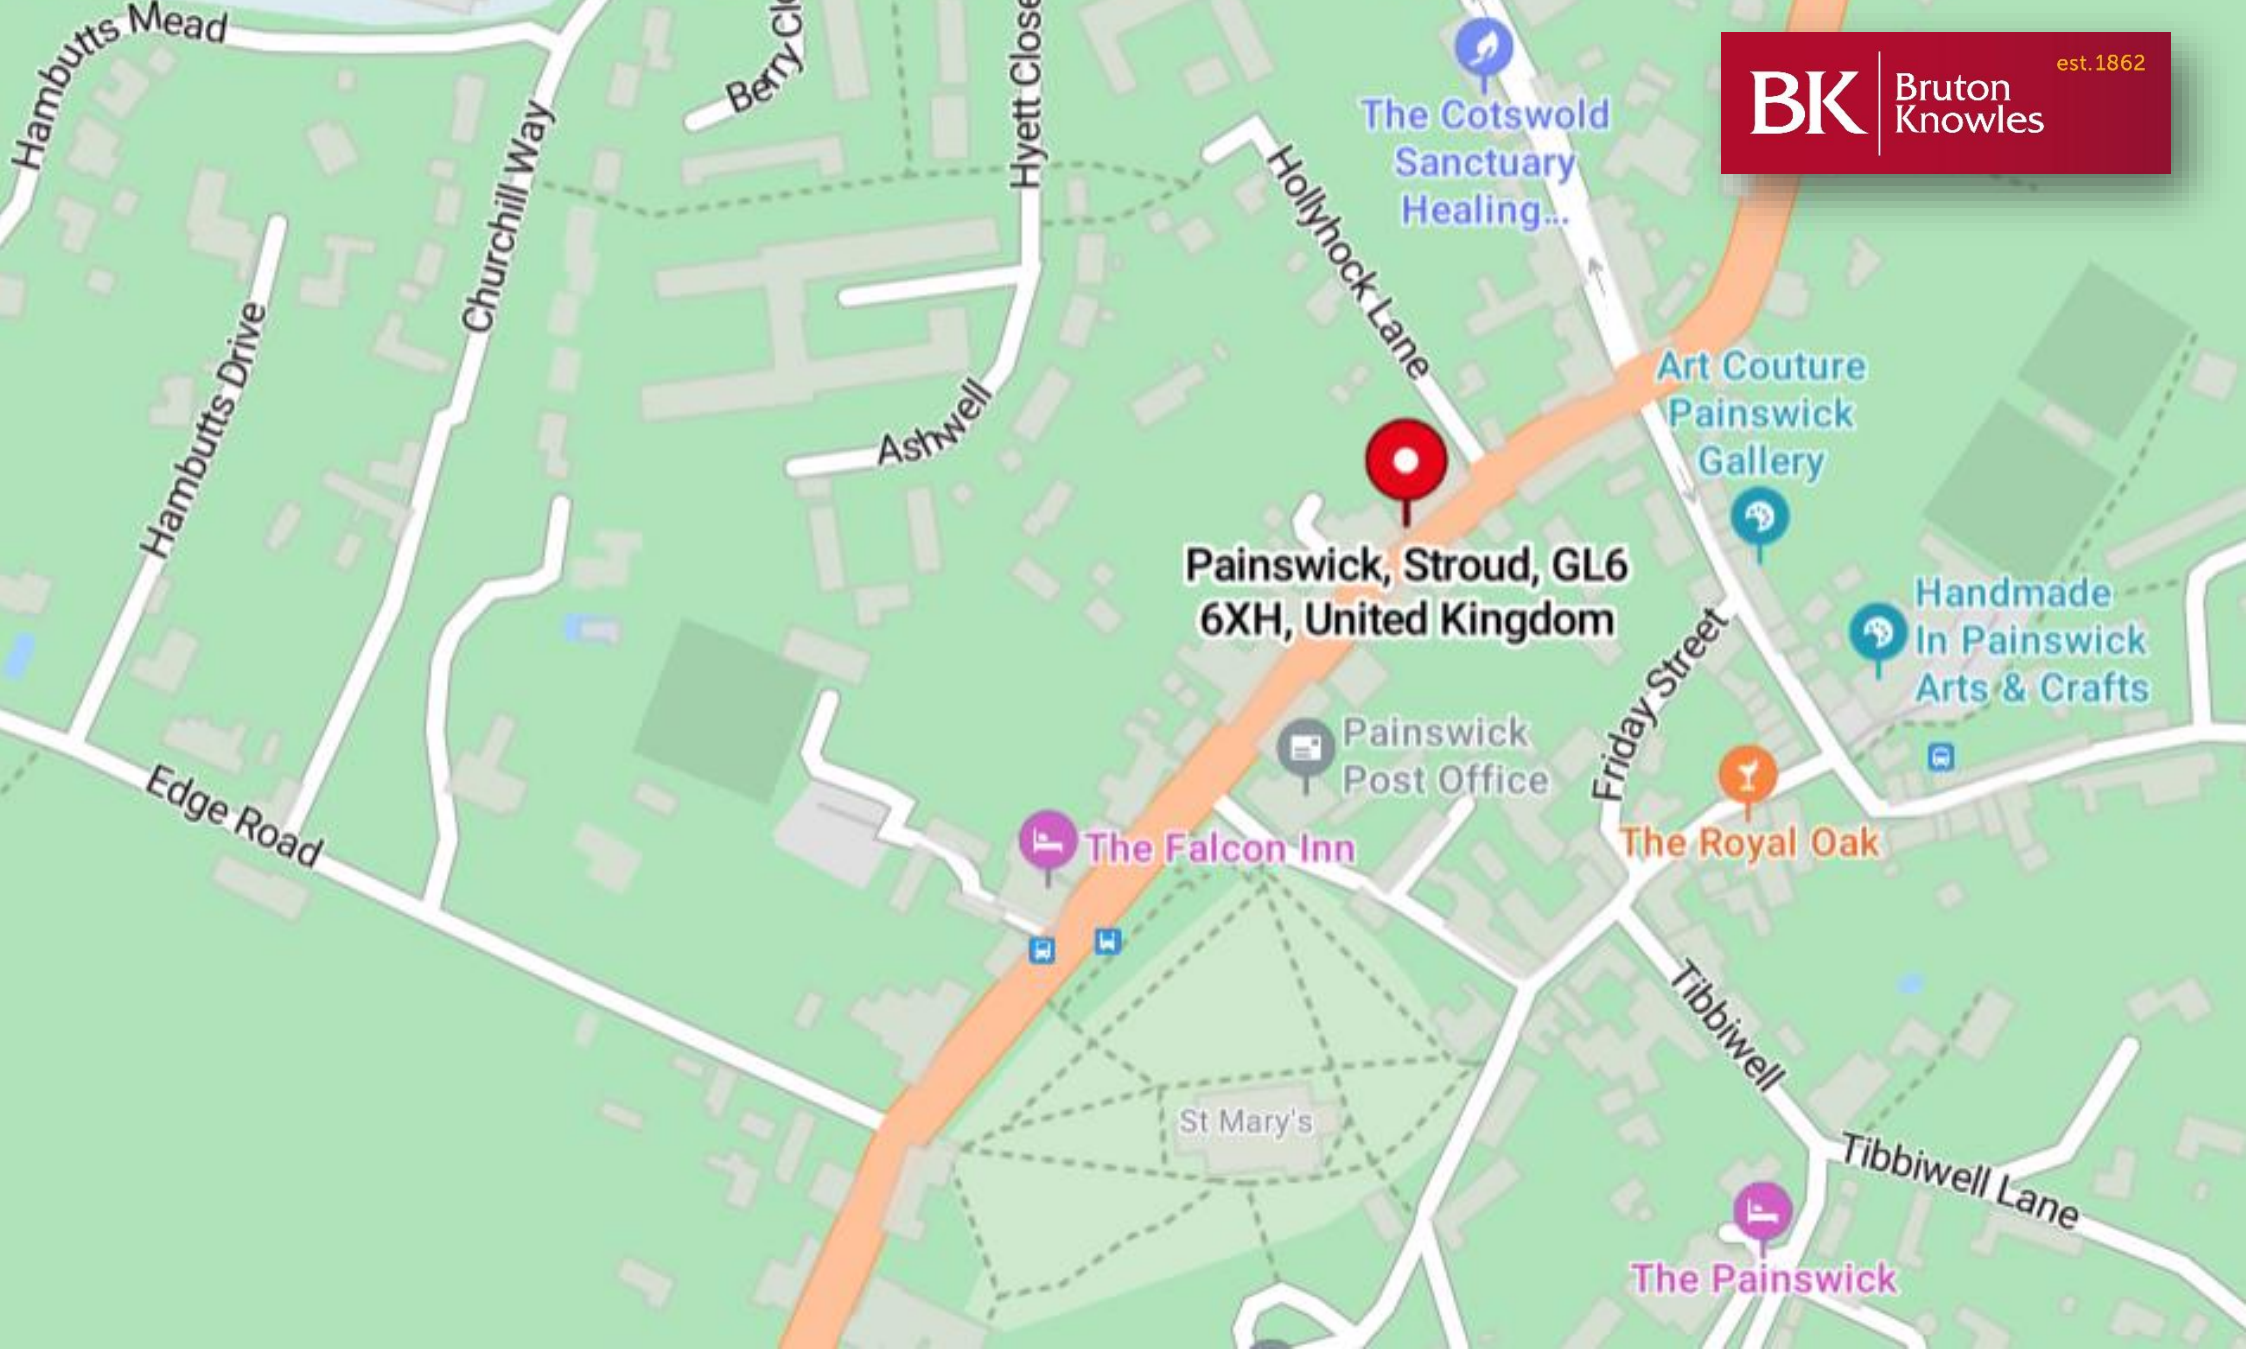 Hambutts Mead
Berry Clo
Hyett Close
est.1862
BK
Bruton
Knowles
The Cotswold
Sanctuary
Healing...
Churchill Way
Hollyhock Lane
Hambutts Drive
Ashwell
Art Couture
Painswick
Gallery
Painswick, Stroud, GL6
6XH, United Kingdom
Handmade
In Painswick
Arts & Crafts
Friday Street
Painswick
Post Office
Edge Road
The Falcon Inn
The Royal Oak
Tibbiwell
St Mary's
Tibbiwell Lane
The Painswick